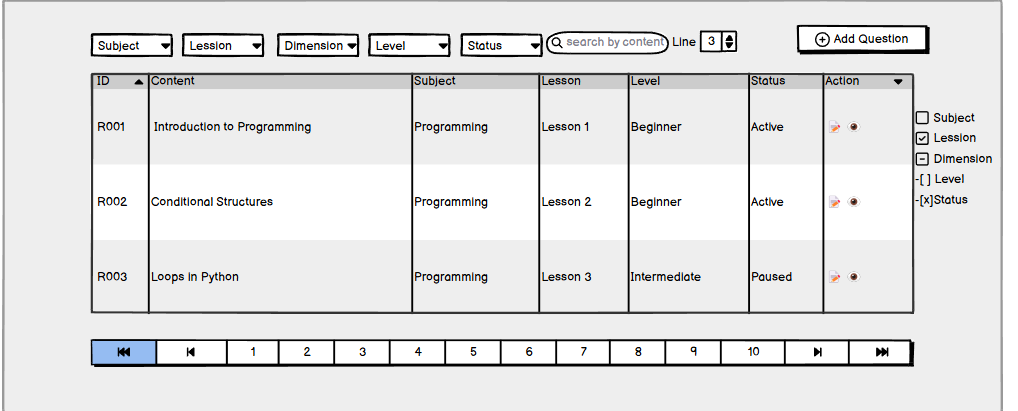 Subject Lession Dimension Level Status search by content Line 3 Add Question
ID Content Subject Lesson Level Status Action
R001 Introduction to Programming Programming Lesson 1 Beginner Active
R002 Conditional Structures Programming Lesson 2 Beginner Active
R003 Loops in Python Programming Lesson 3 Intermediate Paused
Subject
Lession
Dimension
-[ ] Level
-[x]Status
1 2 3 4 5 6 7 8 9 10